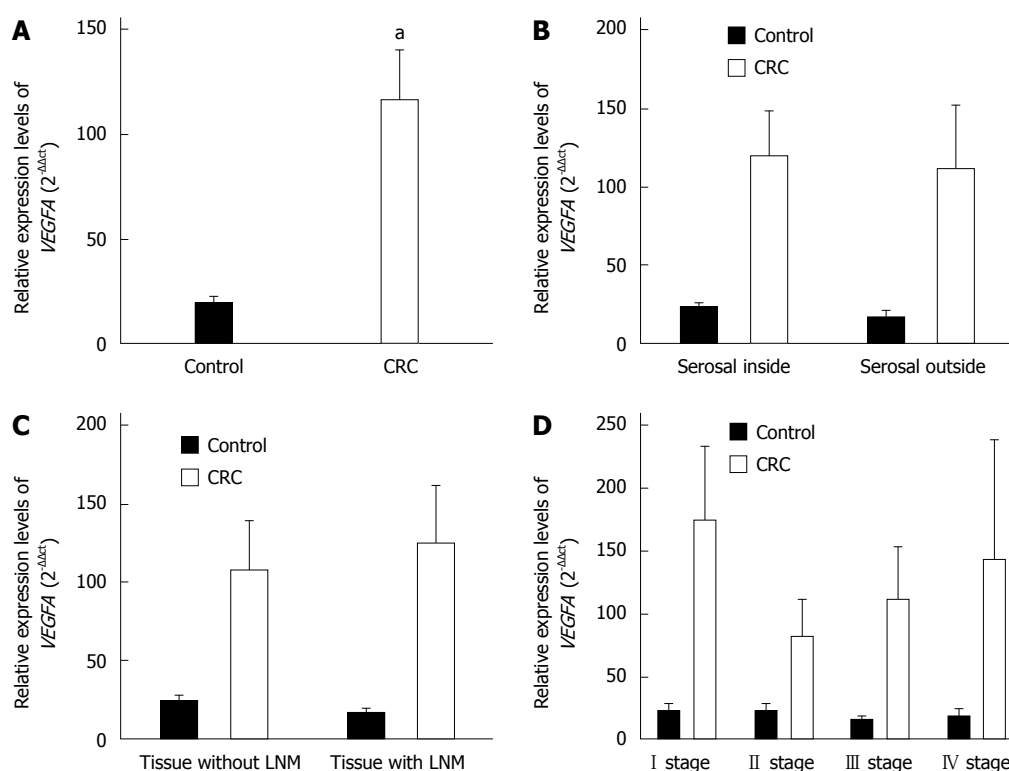 A
Relative expression levels of
VEGFA (2-ΔΔct)
150
100
50
0
a
Control
CRC
B
Relative expression levels of
VEGFA (2-ΔΔct)
200
150
100
50
0
Control
CRC
Serosal inside
Serosal outside
C
Relative expression levels of
VEGFA (2-ΔΔct)
200
150
100
50
0
Control
CRC
Tissue without LNM
Tissue with LNM
D
Relative expression levels of
VEGFA (2-ΔΔct)
250
200
150
100
50
0
Control
CRC
Ⅰ stage
Ⅱ stage
Ⅲ stage
Ⅳ stage